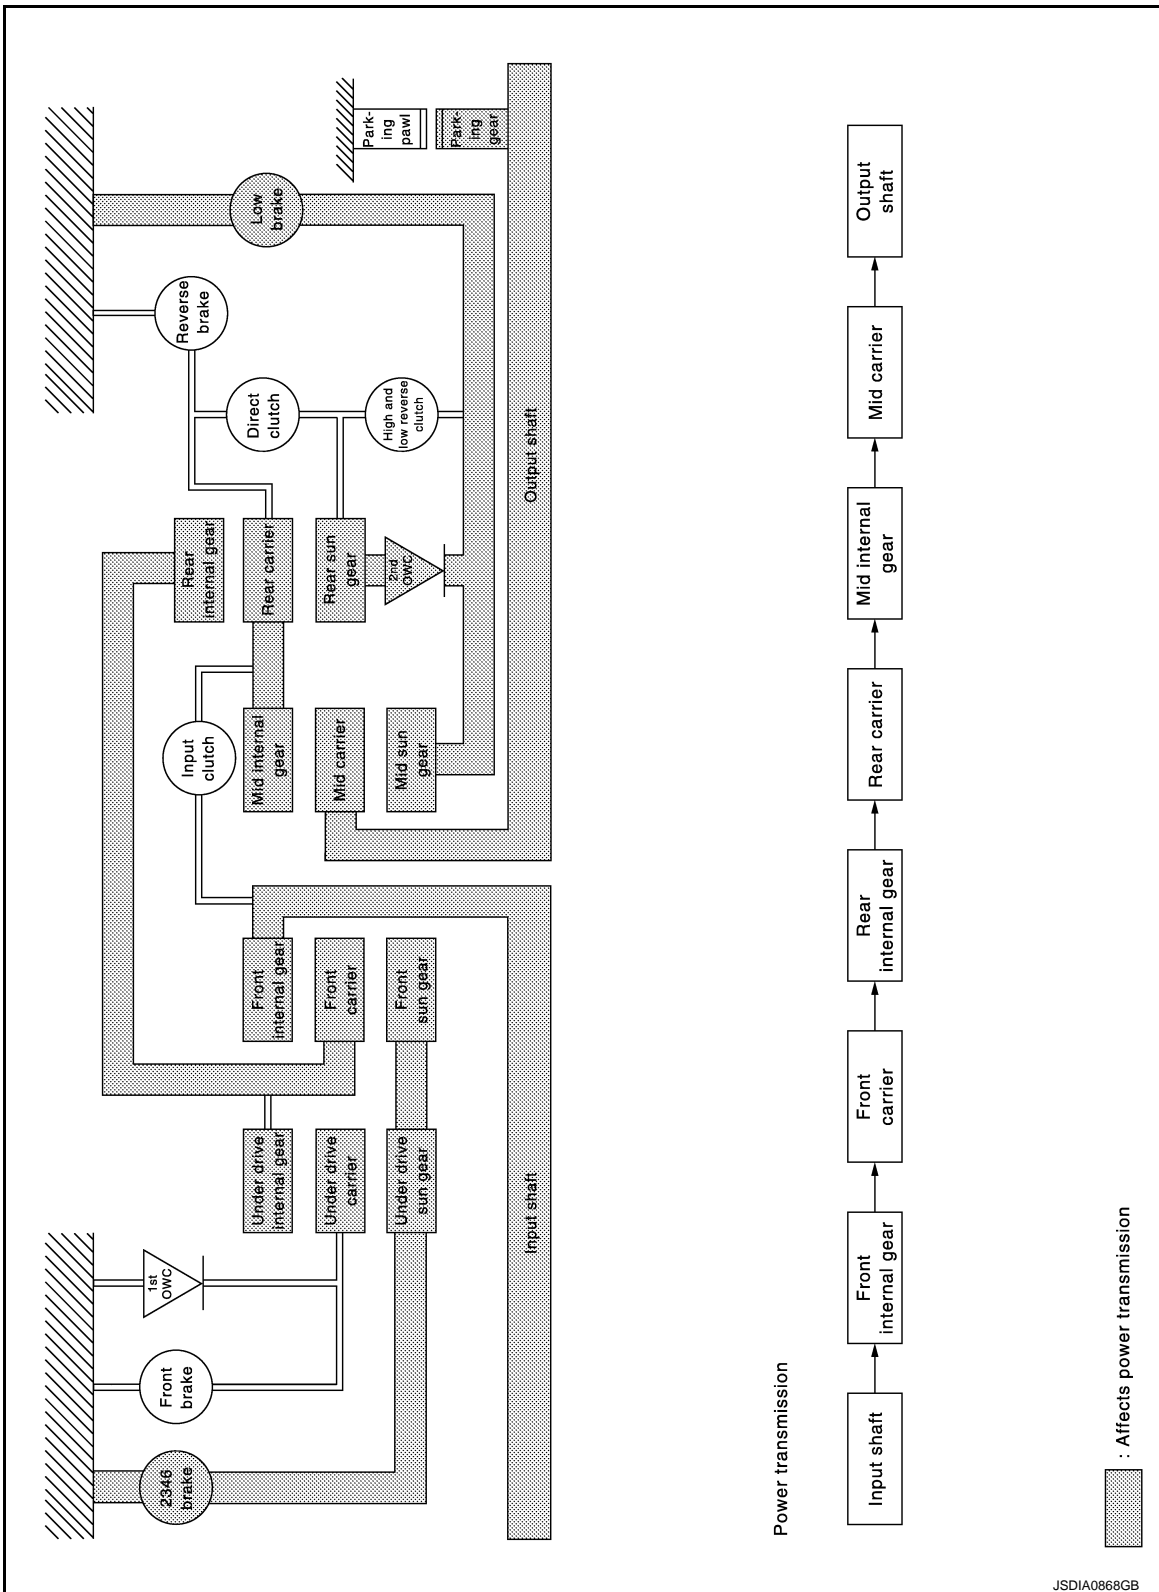 2346
brake
Front
brake
1st
OWC
Under drive
internal gear
Under drive
carrier
Under drive
sun gear
Front
internal gear
Front
carrier
Front
sun gear
Input shaft
Input
clutch
Mid internal
gear
Mid carrier
Mid sun
gear
Rear
internal gear
Rear carrier
Rear sun
gear
2nd
OWC
Direct
clutch
High and
low reverse
clutch
Reverse
brake
Low
brake
Output shaft
Park-
ing
pawl
Park-
ing
gear
Power transmission
Input shaft
Front
internal gear
Front
carrier
Rear
internal gear
Rear carrier
Mid internal
gear
Mid carrier
Output
shaft
: Affects power transmission
JSDIA0868GB